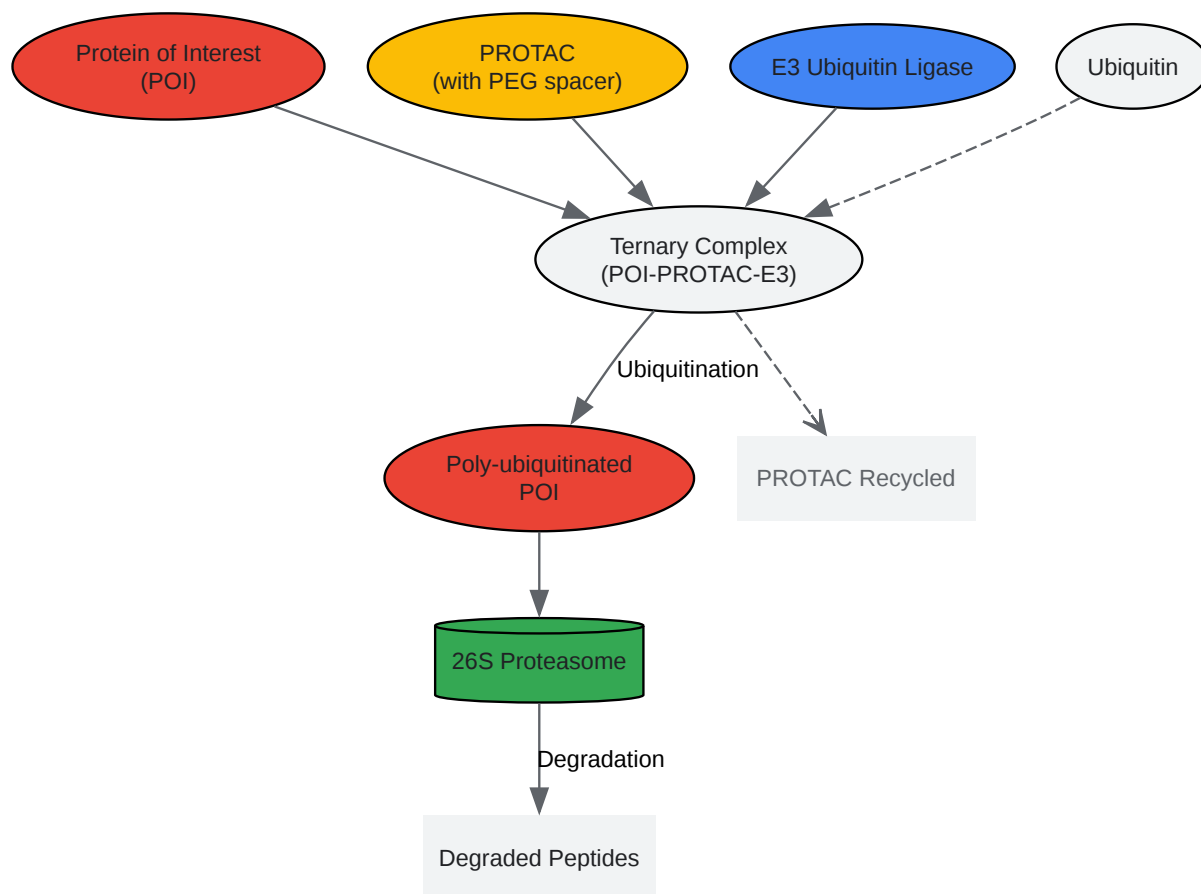 Protein of Interest
(POI)
PROTAC
(with PEG spacer)
E3 Ubiquitin Ligase
Ubiquitin
Ternary Complex
(POI-PROTAC-E3)
Ubiquitination
Poly-ubiquitinated
POI
PROTAC Recycled
26S Proteasome
Degradation
Degraded Peptides